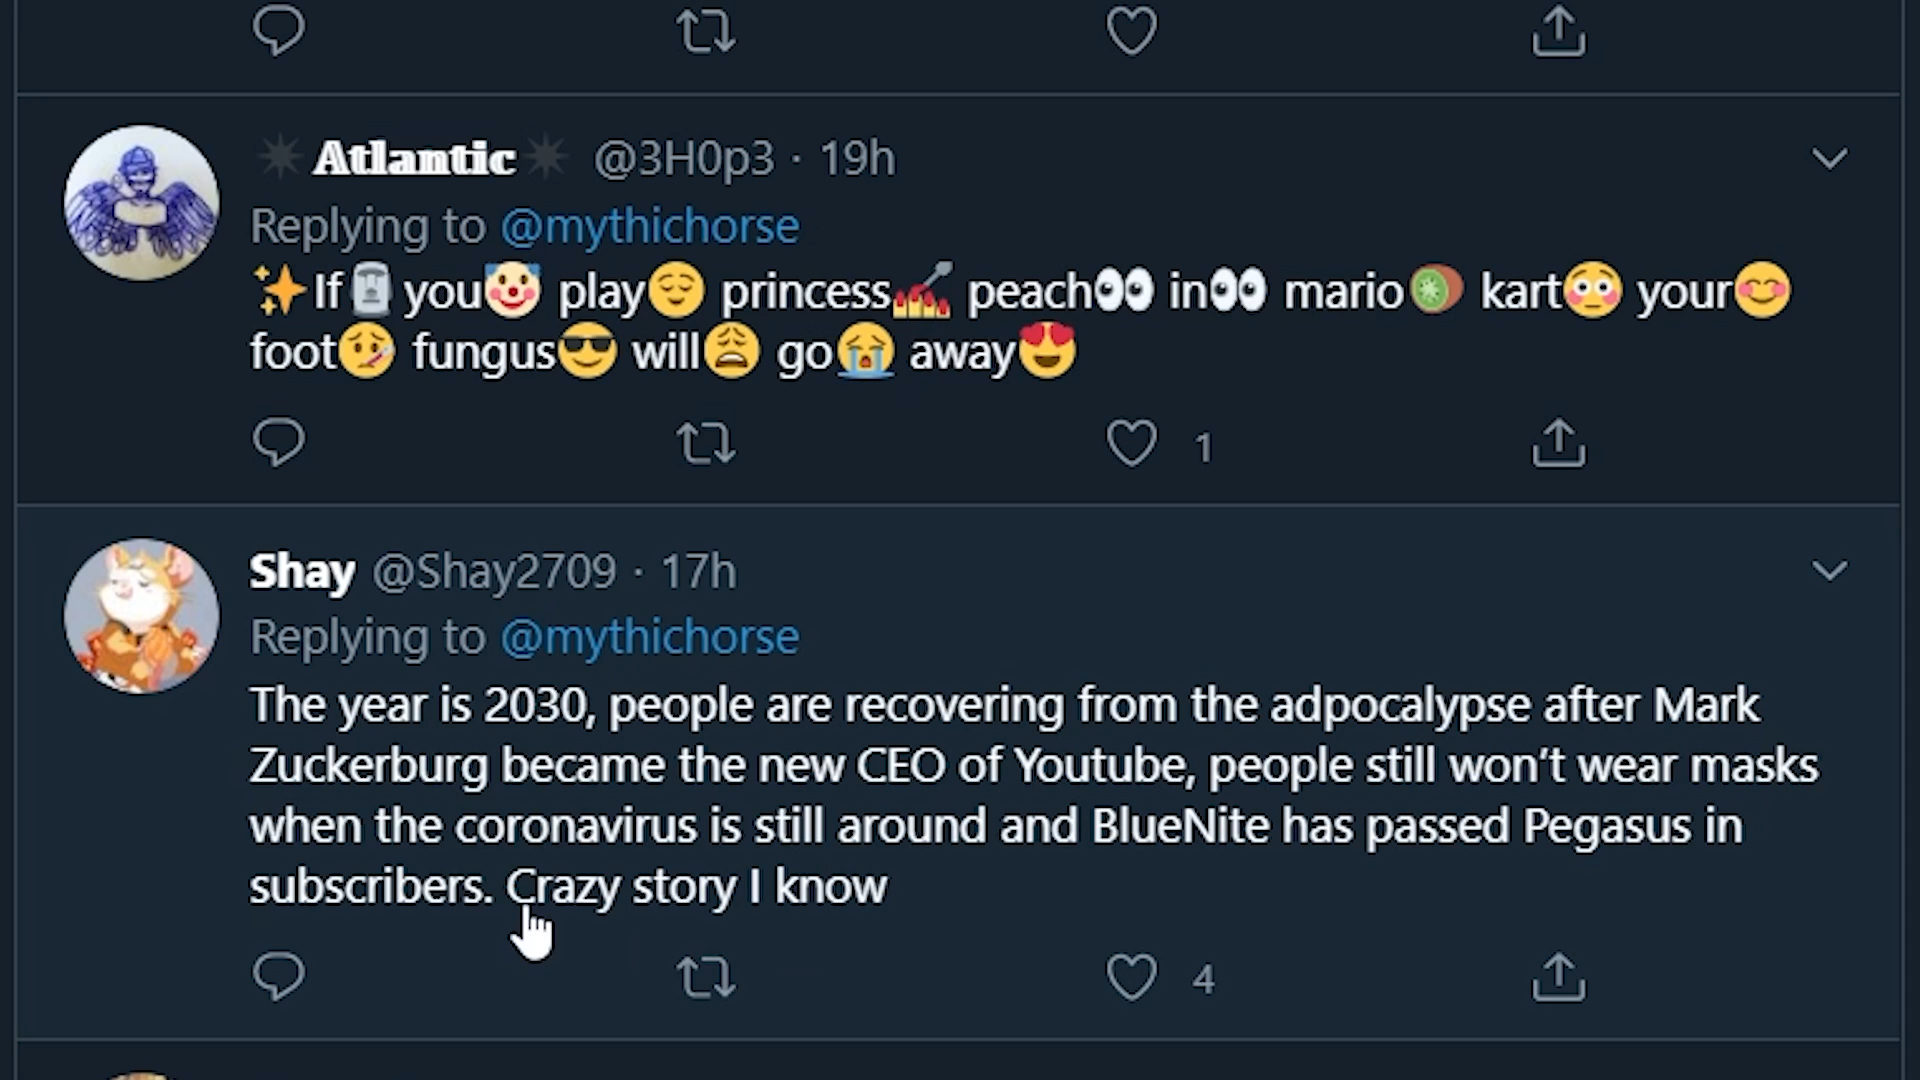 ✴Atlantic✴ @3H0p3 · 19h
Replying to @mythichorse
✨If🗿you🤡 play😌 princess💅 peach👀 in👀 mario🥝 kart😳 your😊
foot🤒 fungus😎 will😩 go😭 away😍
1
Shay @Shay2709 · 17h
Replying to @mythichorse
The year is 2030, people are recovering from the adpocalypse after Mark
Zuckerburg became the new CEO of Youtube, people still won’t wear masks
when the coronavirus is still around and BlueNite has passed Pegasus in
subscribers. Crazy story I know
4